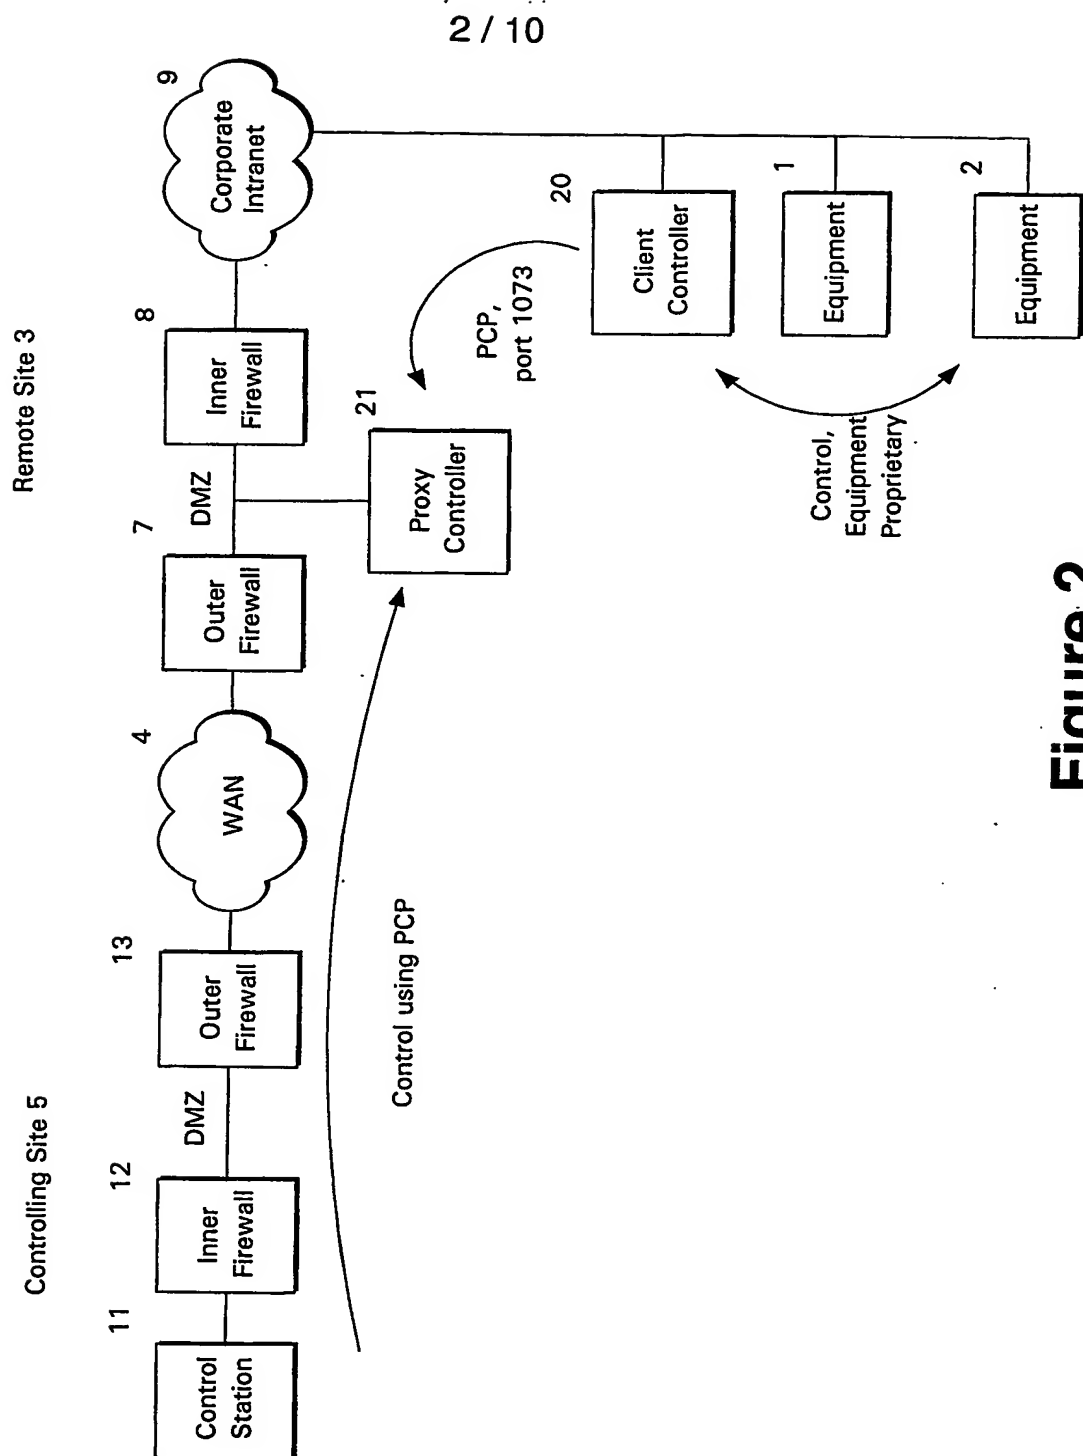 2 / 10
Controlling Site 5
Remote Site 3
11
Control
Station
12
Inner
Firewall
DMZ
13
Outer
Firewall
4
WAN
7
Outer
Firewall
DMZ
8
Inner
Firewall
9
Corporate
Intranet
Control using PCP
21
Proxy
Controller
PCP,
port 1073
20
Client
Controller
1
Equipment
2
Equipment
Control,
Equipment
Proprietary
Figure 2